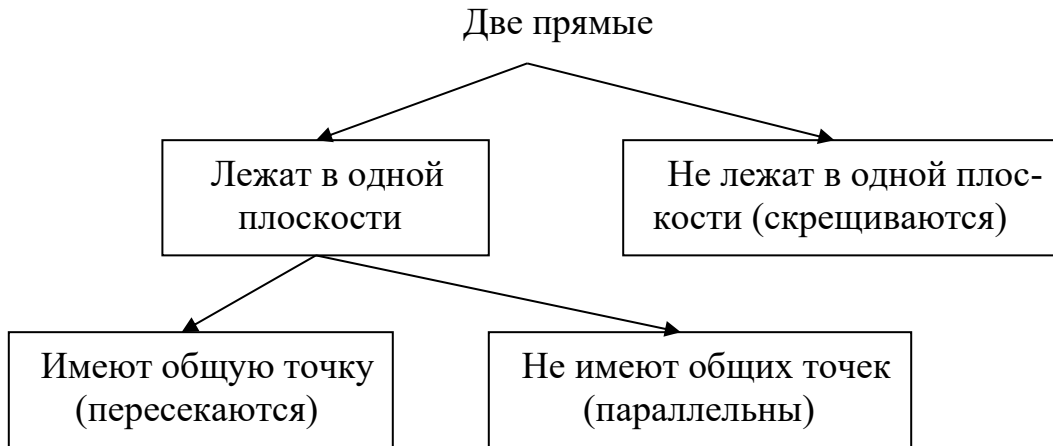 Две прямые
Лежат в одной
плоскости
Не лежат в одной плос-
кости (скрещиваются)
Имеют общую точку
(пересекаются)
Не имеют общих точек
(параллельны)